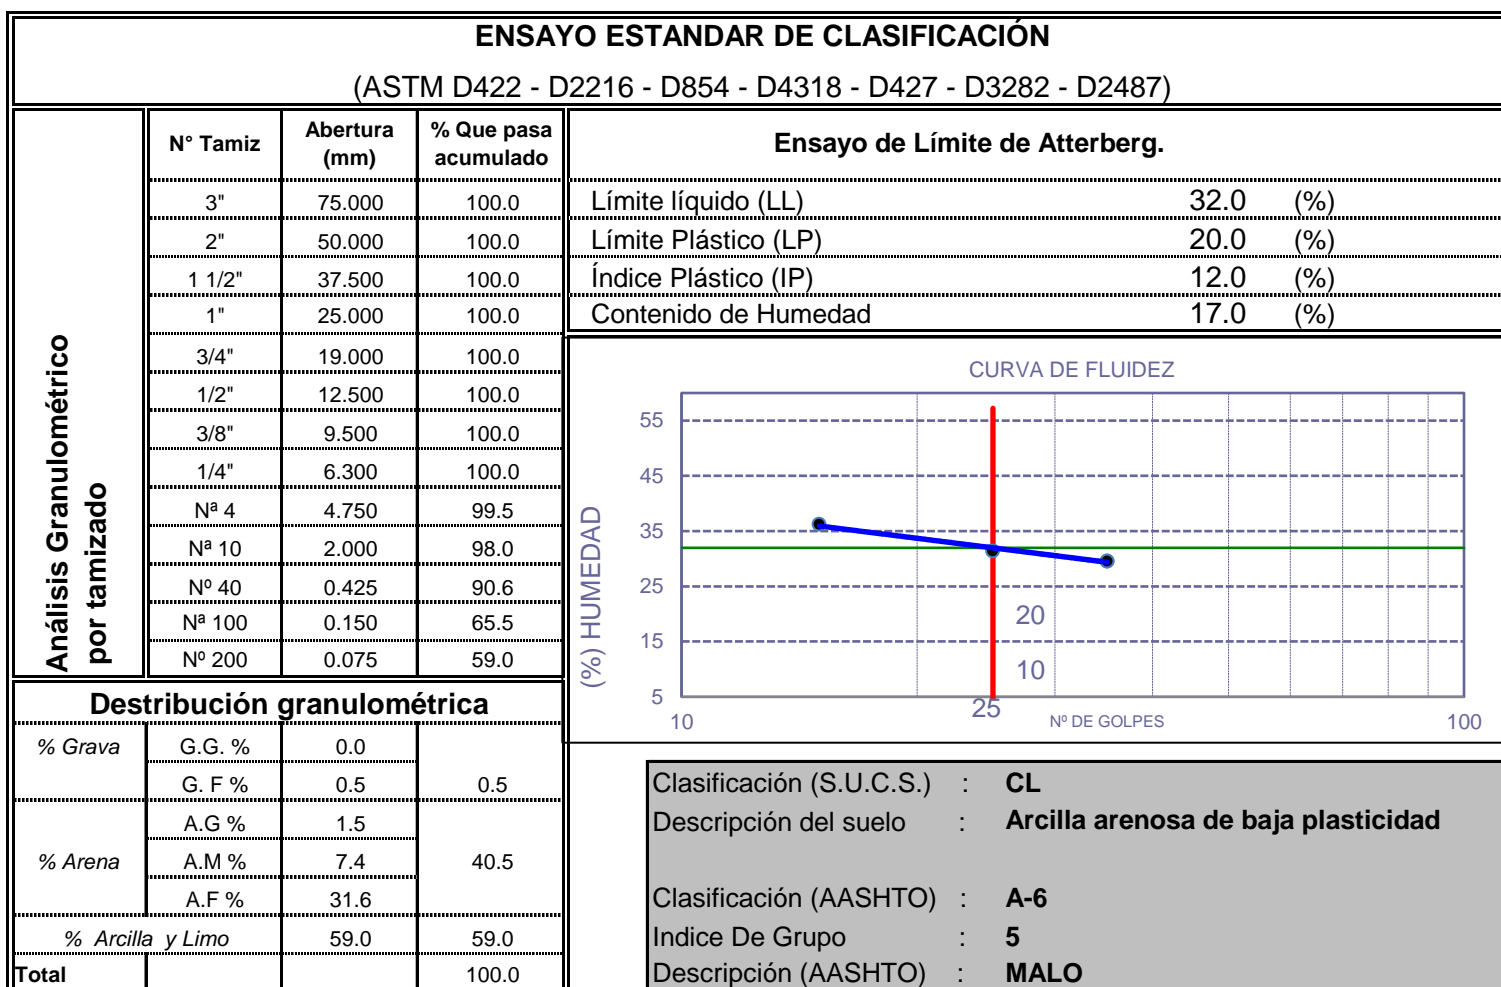 ENSAYO ESTANDAR DE CLASIFICACIÓN
(ASTM D422 - D2216 - D854 - D4318 - D427 - D3282 - D2487)
Análisis Granulométrico
por tamizado
N° Tamiz Abertura (mm) % Que pasa acumulado
3" 75.000 100.0
2" 50.000 100.0
1 1/2" 37.500 100.0
1" 25.000 100.0
3/4" 19.000 100.0
1/2" 12.500 100.0
3/8" 9.500 100.0
1/4" 6.300 100.0
Nª 4 4.750 99.5
Nª 10 2.000 98.0
Nº 40 0.425 90.6
Nª 100 0.150 65.5
Nº 200 0.075 59.0
Ensayo de Límite de Atterberg.
Límite líquido (LL) 32.0 (%)
Límite Plástico (LP) 20.0 (%)
Índice Plástico (IP) 12.0 (%)
Contenido de Humedad 17.0 (%)
CURVA DE FLUIDEZ
(%) HUMEDAD
55
45
35
25
20
15
10
5
10 25 Nº DE GOLPES 100
Destribución granulométrica
% Grava G.G. % 0.0
G. F % 0.5 0.5
A.G % 1.5
% Arena A.M % 7.4 40.5
A.F % 31.6
% Arcilla y Limo 59.0 59.0
Total 100.0
Clasificación (S.U.C.S.) : CL
Descripción del suelo : Arcilla arenosa de baja plasticidad
Clasificación (AASHTO) : A-6
Indice De Grupo : 5
Descripción (AASHTO) : MALO